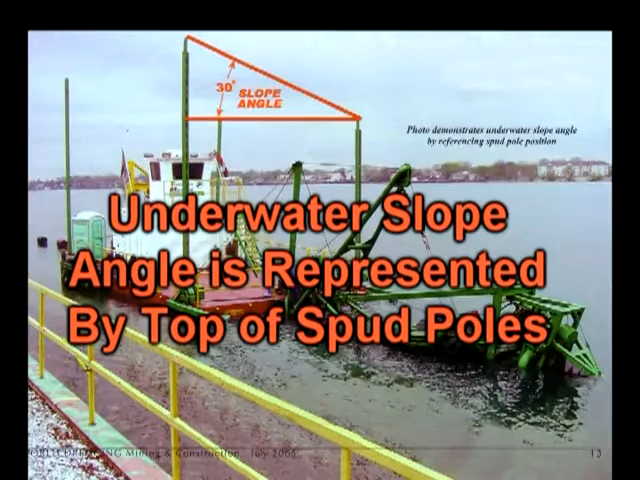 30°
SLOPE
ANGLE
Photo demonstrates underwater slope angle
by referencing spud pole position
Underwater Slope
Angle is Represented
By Top of Spud Poles
Mining & Construction, July 2005
13